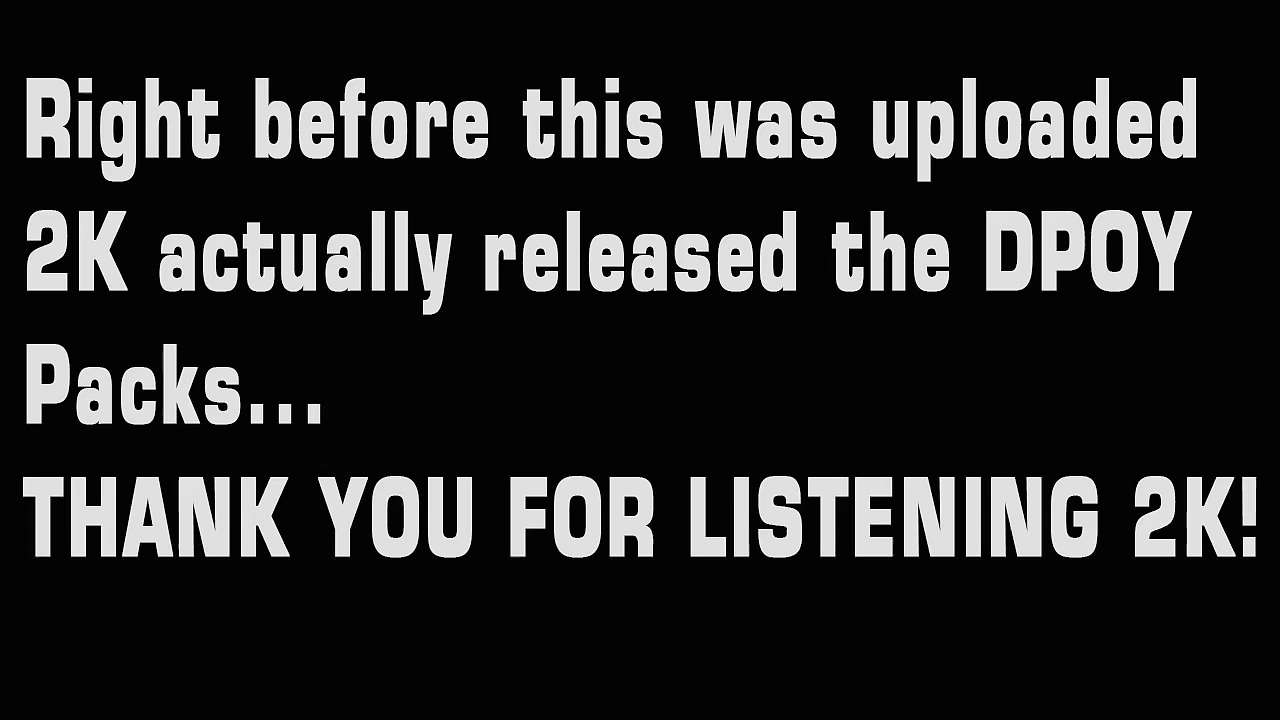 Right before this was uploaded
2K actually released the DPOY
Packs...
THANK YOU FOR LISTENING 2K!